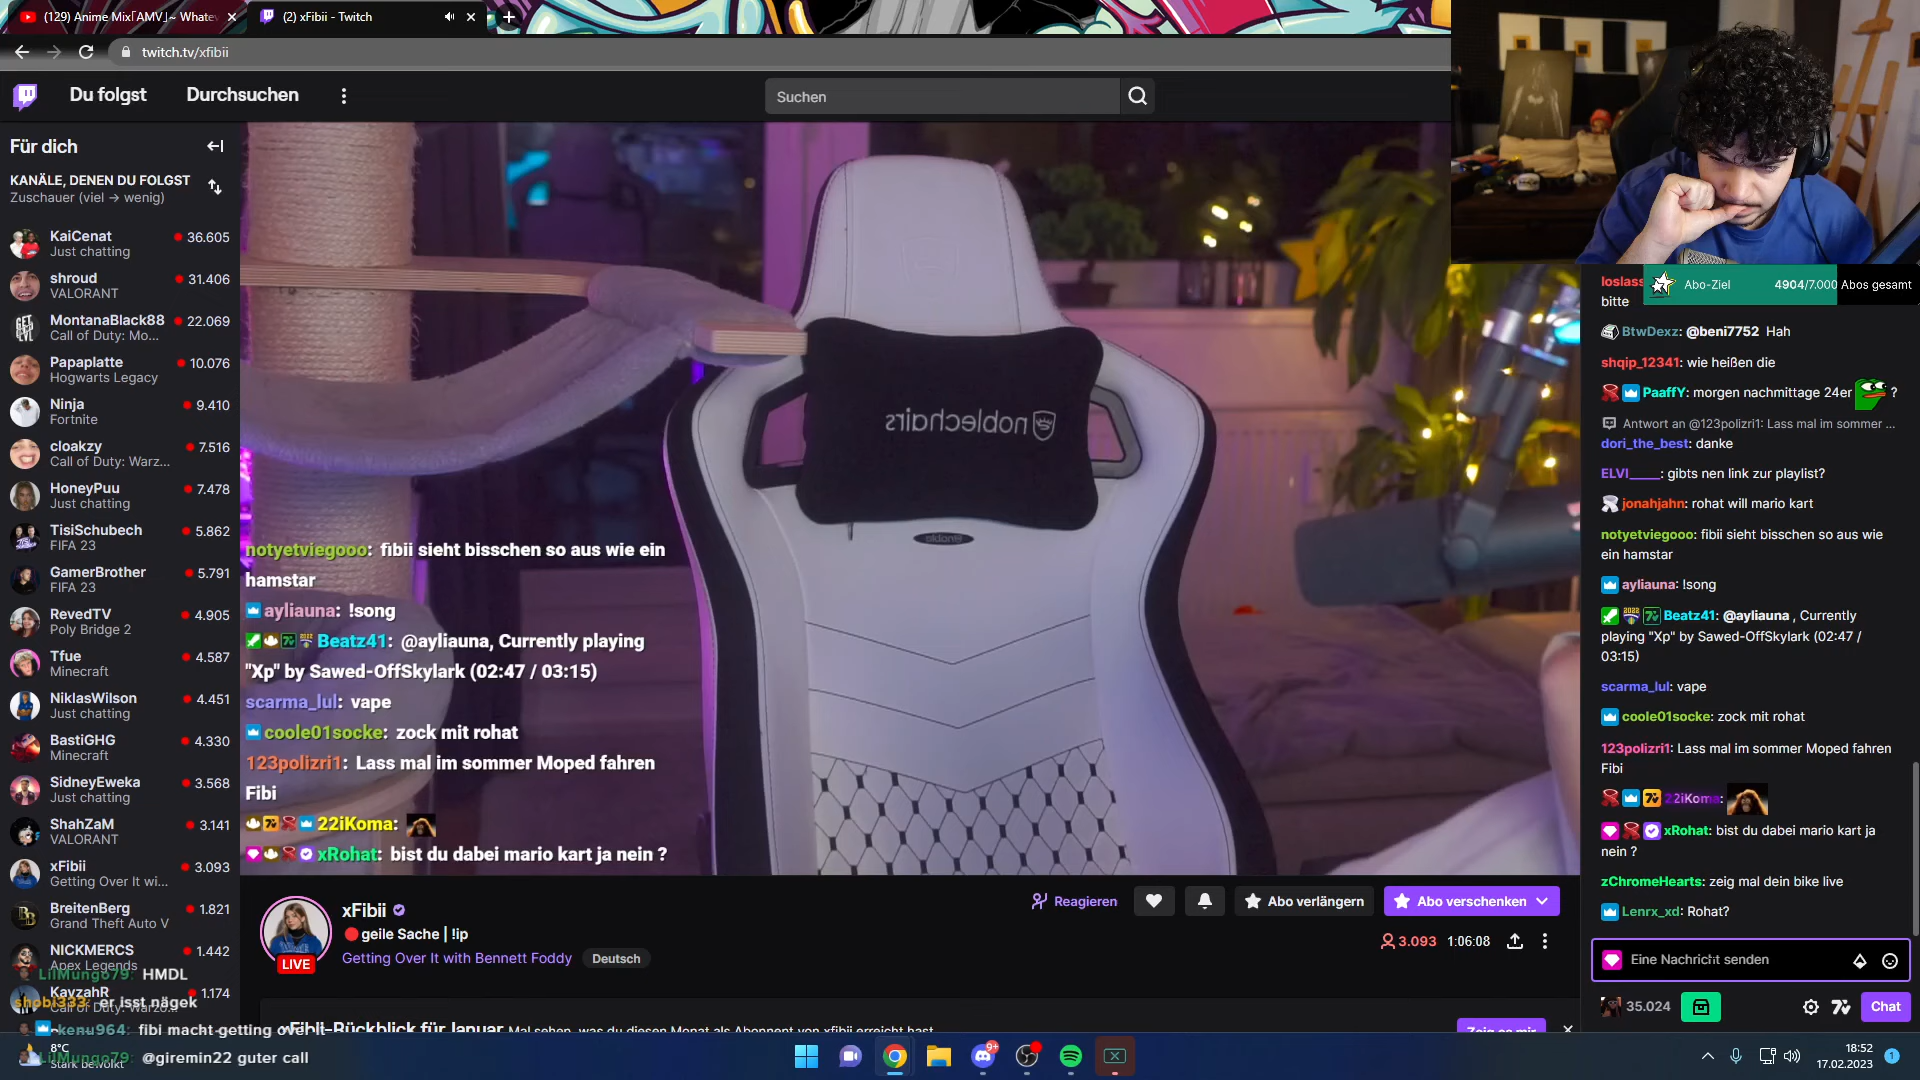 (129) Anime Mix「AMV」~ Whatev
(2) xFibii - Twitch
twitch.tv/xfibii
Du folgst
Durchsuchen
Suchen
Für dich
KANÄLE, DENEN DU FOLGST
Zuschauer (viel → wenig)
KaiCenat 36.605
Just chatting
shroud 31.406
VALORANT
MontanaBlack88 22.069
Call of Duty: Mo...
Papaplatte 10.076
Hogwarts Legacy
Ninja 9.410
Fortnite
cloakzy 7.516
Call of Duty: Warz...
HoneyPuu 7.478
Just chatting
TisiSchubech 5.862
FIFA 23
GamerBrother 5.791
FIFA 23
RevedTV 4.905
Poly Bridge 2
Tfue 4.587
Minecraft
NiklasWilson 4.451
Just chatting
BastiGHG 4.330
Minecraft
SidneyEweka 3.568
Just chatting
ShahZaM 3.141
VALORANT
xFibii 3.093
Getting Over It wi...
BreitenBerg 1.821
Grand Theft Auto V
NICKMERCS 1.442
Apex Legends
KayzahR 1.174
Call of Duty: Warzo...
LilMungo79: HMDL
shobi333: er isst nägek
kenu964: fibi macht getting over it
LilMungo79: @giremin22 guter call
8°C
Stark bewölkt
noblechairs
notyetviegooo: fibii sieht bisschen so aus wie ein
hamstar
ayliauna: !song
Beatz41: @ayliauna, Currently playing
"Xp" by Sawed-OffSkylark (02:47 / 03:15)
scarma_lul: vape
coole01socke: zock mit rohat
123polizri1: Lass mal im sommer Moped fahren
Fibi
22iKoma:
xRohat: bist du dabei mario kart ja nein ?
LIVE
xFibii
geile Sache | !ip
Getting Over It with Bennett Foddy
Deutsch
Reagieren
Abo verlängern
Abo verschenken
3.093
1:06:08
xFibii-Rückblick für Januar Mal sehen, was du diesen Monat als Abonnent von xfibii erreicht hast
Zeig es mir
Abo-Ziel 4904/7.000 Abos gesamt
loslass
bitte
BtwDexz: @beni7752 Hah
shqip_12341: wie heißen die
PaaffY: morgen nachmittage 24er ?
Antwort an @123polizri1: Lass mal im sommer ...
dori_the_best: danke
ELVI____: gibts nen link zur playlist?
jonahjahn: rohat will mario kart
notyetviegooo: fibii sieht bisschen so aus wie
ein hamstar
ayliauna: !song
Beatz41: @ayliauna , Currently
playing "Xp" by Sawed-OffSkylark (02:47 /
03:15)
scarma_lul: vape
coole01socke: zock mit rohat
123polizri1: Lass mal im sommer Moped fahren
Fibi
22iKoma:
xRohat: bist du dabei mario kart ja
nein ?
zChromeHearts: zeig mal dein bike live
Lenrx_xd: Rohat?
Eine Nachricht senden
35.024
Chat
9+
18:52
17.02.2023
1